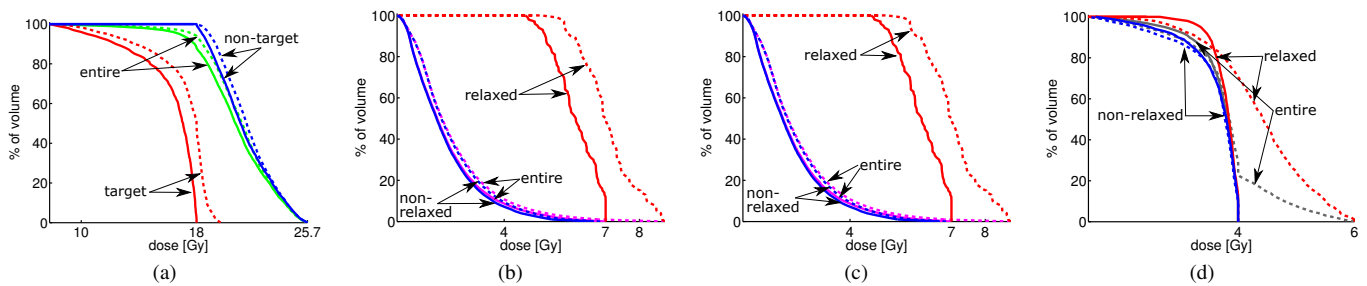 % of volume
100
80
60
40
20
0
10
18
25.7
dose [Gy]
non-target
entire
target
(a)
% of volume
100
80
60
40
20
0
4
7
8
dose [Gy]
relaxed
entire
non-
relaxed
(b)
% of volume
100
80
60
40
20
0
4
7
8
dose [Gy]
relaxed
entire
non-
relaxed
(c)
% of volume
100
80
60
40
20
0
4
6
dose [Gy]
relaxed
entire
non-relaxed
(d)